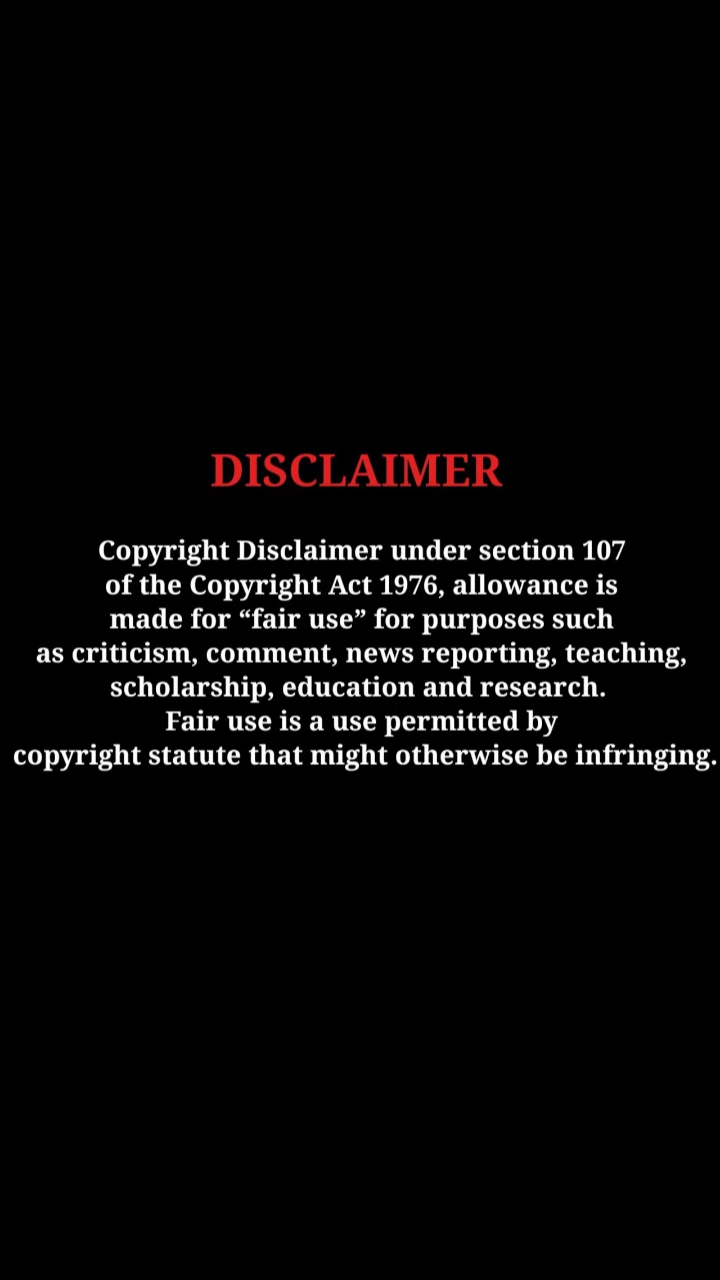 DISCLAIMER
Copyright Disclaimer under section 107
of the Copyright Act 1976, allowance is
made for “fair use” for purposes such
as criticism, comment, news reporting, teaching,
scholarship, education and research.
Fair use is a use permitted by
copyright statute that might otherwise be infringing.